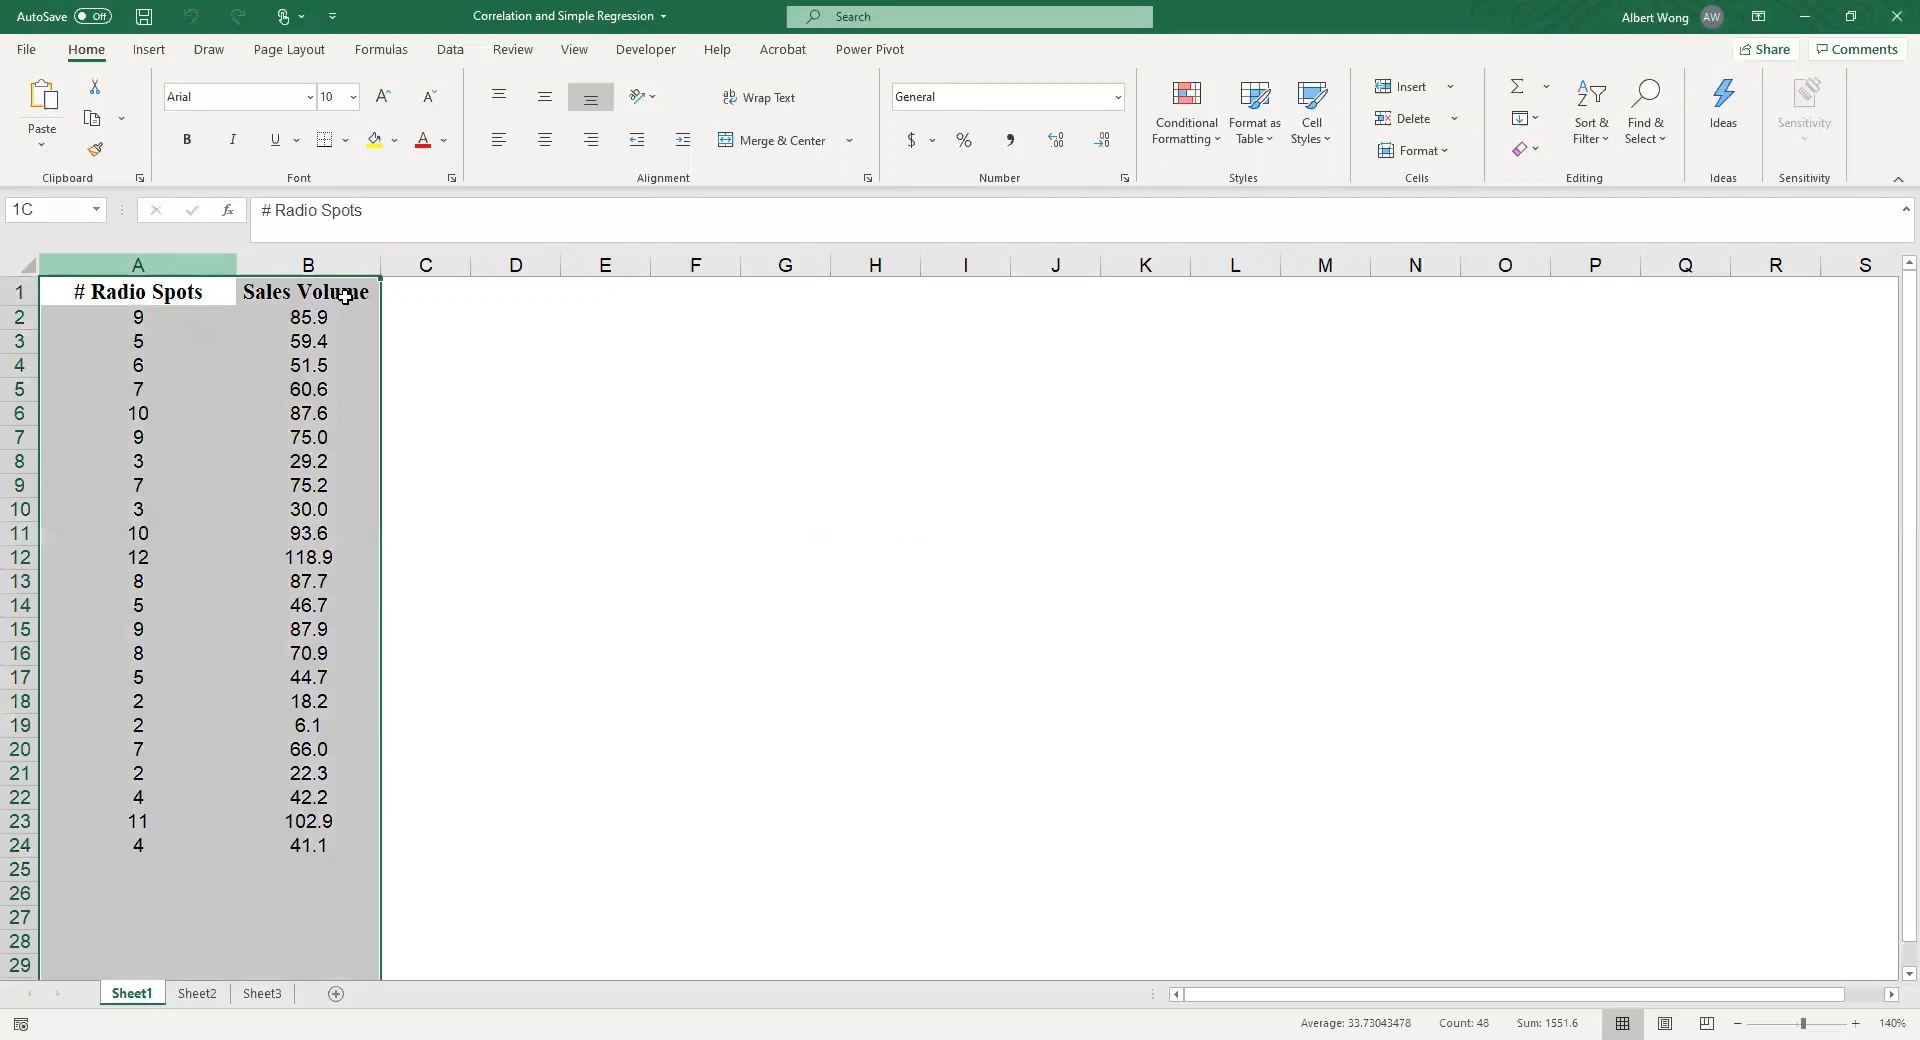 AutoSave Off Correlation and Simple Regression Search Albert Wong AW
File Home Insert Draw Page Layout Formulas Data Review View Developer Help Acrobat Power Pivot Share Comments
Paste
Clipboard
Arial 10
B I U A
Font
Wrap Text
Merge & Center
Alignment
General
$ %
Number
Conditional Formatting
Format as Table
Cell Styles
Styles
Insert
Delete
Format
Cells
Sort & Filter
Find & Select
Editing
Ideas
Ideas
Sensitivity
Sensitivity
1C fx # Radio Spots
A B C D E F G H I J K L M N O P Q R S
1 # Radio Spots Sales Volume
2 9 85.9
3 5 59.4
4 6 51.5
5 7 60.6
6 10 87.6
7 9 75.0
8 3 29.2
9 7 75.2
10 3 30.0
11 10 93.6
12 12 118.9
13 8 87.7
14 5 46.7
15 9 87.9
16 8 70.9
17 5 44.7
18 2 18.2
19 2 6.1
20 7 66.0
21 2 22.3
22 4 42.2
23 11 102.9
24 4 41.1
25
26
27
28
29
Sheet1 Sheet2 Sheet3
Average: 33.73043478 Count: 48 Sum: 1551.6 140%